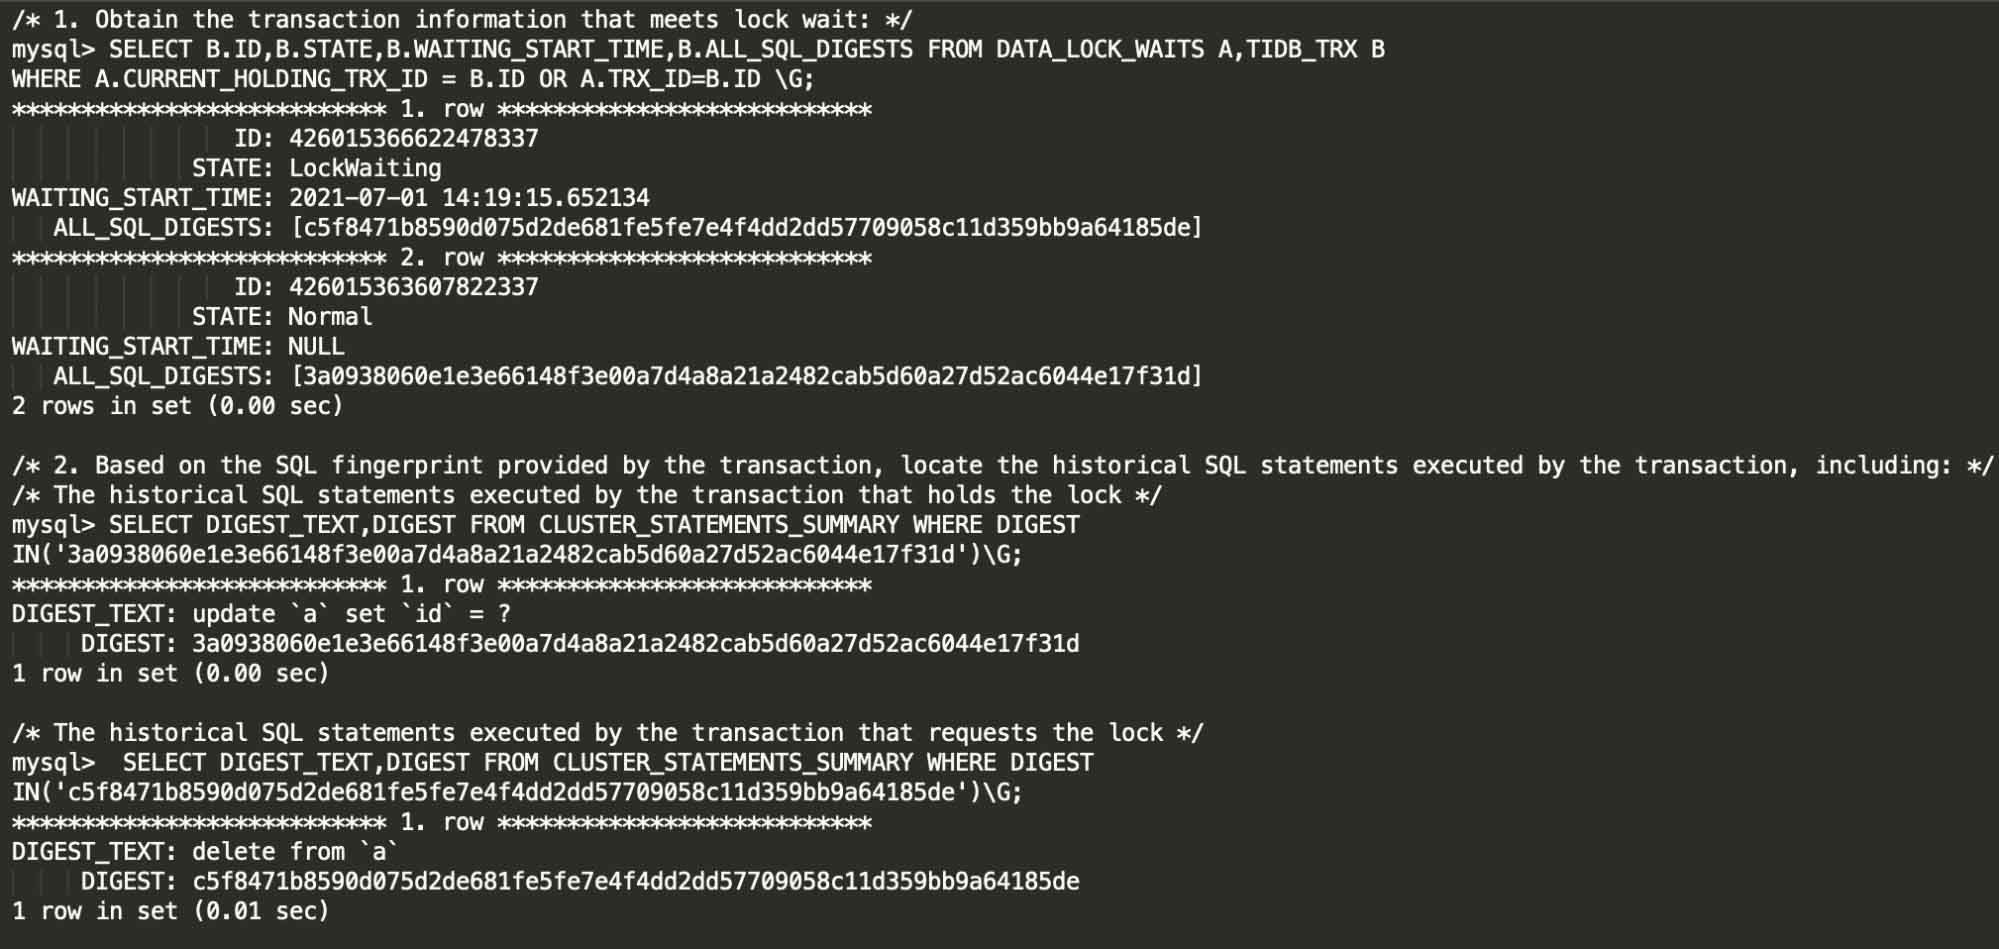 /* 1. Obtain the transaction information that meets lock wait: */
mysql> SELECT B.ID,B.STATE,B.WAITING_START_TIME,B.ALL_SQL_DIGESTS FROM DATA_LOCK_WAITS A,TIDB_TRX B
WHERE A.CURRENT_HOLDING_TRX_ID = B.ID OR A.TRX_ID=B.ID \G;
*************************** 1. row ***************************
ID: 426015366622478337
STATE: LockWaiting
WAITING_START_TIME: 2021-07-01 14:19:15.652134
ALL_SQL_DIGESTS: [c5f8471b8590d075d2de681fe5fe7e4f4dd2dd57709058c11d359bb9a64185de]
*************************** 2. row ***************************
ID: 426015363607822337
STATE: Normal
WAITING_START_TIME: NULL
ALL_SQL_DIGESTS: [3a0938060e1e3e66148f3e00a7d4a8a21a2482cab5d60a27d52ac6044e17f31d]
2 rows in set (0.00 sec)
/* 2. Based on the SQL fingerprint provided by the transaction, locate the historical SQL statements executed by the transaction, including: */
/* The historical SQL statements executed by the transaction that holds the lock */
mysql> SELECT DIGEST_TEXT,DIGEST FROM CLUSTER_STATEMENTS_SUMMARY WHERE DIGEST
IN('3a0938060e1e3e66148f3e00a7d4a8a21a2482cab5d60a27d52ac6044e17f31d')\G;
*************************** 1. row ***************************
DIGEST_TEXT: update `a` set `id` = ?
DIGEST: 3a0938060e1e3e66148f3e00a7d4a8a21a2482cab5d60a27d52ac6044e17f31d
1 row in set (0.00 sec)
/* The historical SQL statements executed by the transaction that requests the lock */
mysql>  SELECT DIGEST_TEXT,DIGEST FROM CLUSTER_STATEMENTS_SUMMARY WHERE DIGEST
IN('c5f8471b8590d075d2de681fe5fe7e4f4dd2dd57709058c11d359bb9a64185de')\G;
*************************** 1. row ***************************
DIGEST_TEXT: delete from `a`
DIGEST: c5f8471b8590d075d2de681fe5fe7e4f4dd2dd57709058c11d359bb9a64185de
1 row in set (0.01 sec)